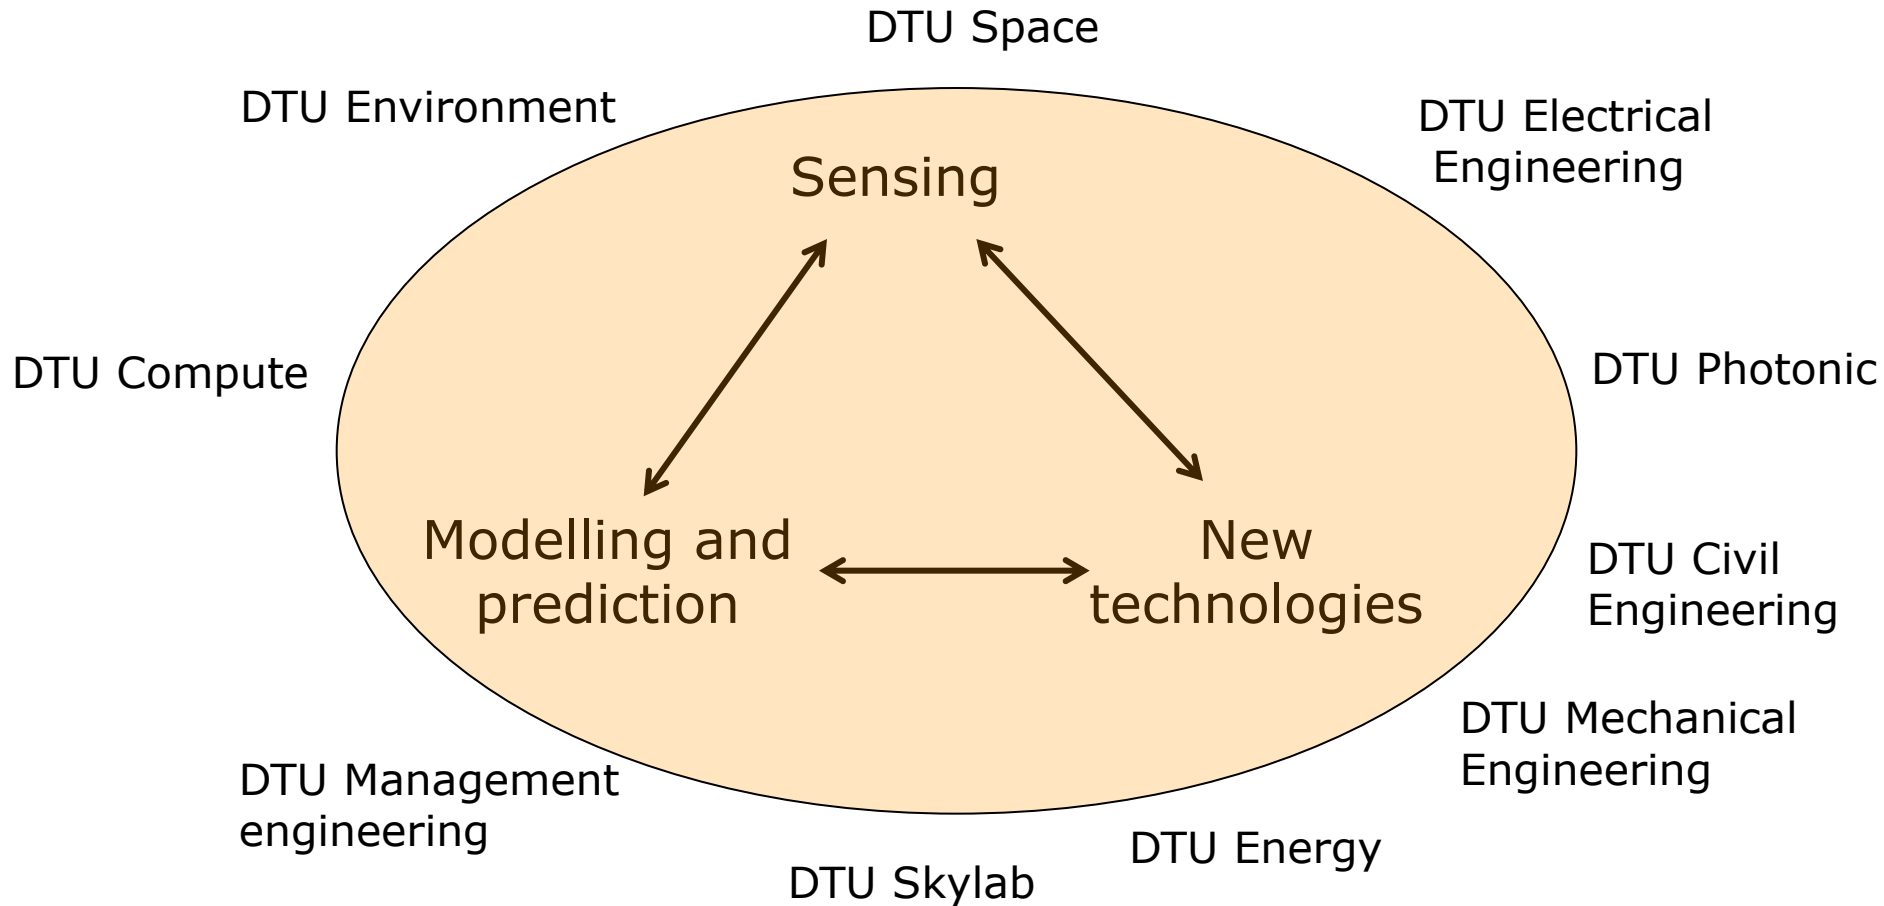 DTU Space
DTU Environment
DTU Electrical
Engineering
Sensing
DTU Compute
DTU Photonic
Modelling and
prediction
New
technologies
DTU Civil
Engineering
DTU Mechanical
Engineering
DTU Management
engineering
DTU Energy
DTU Skylab